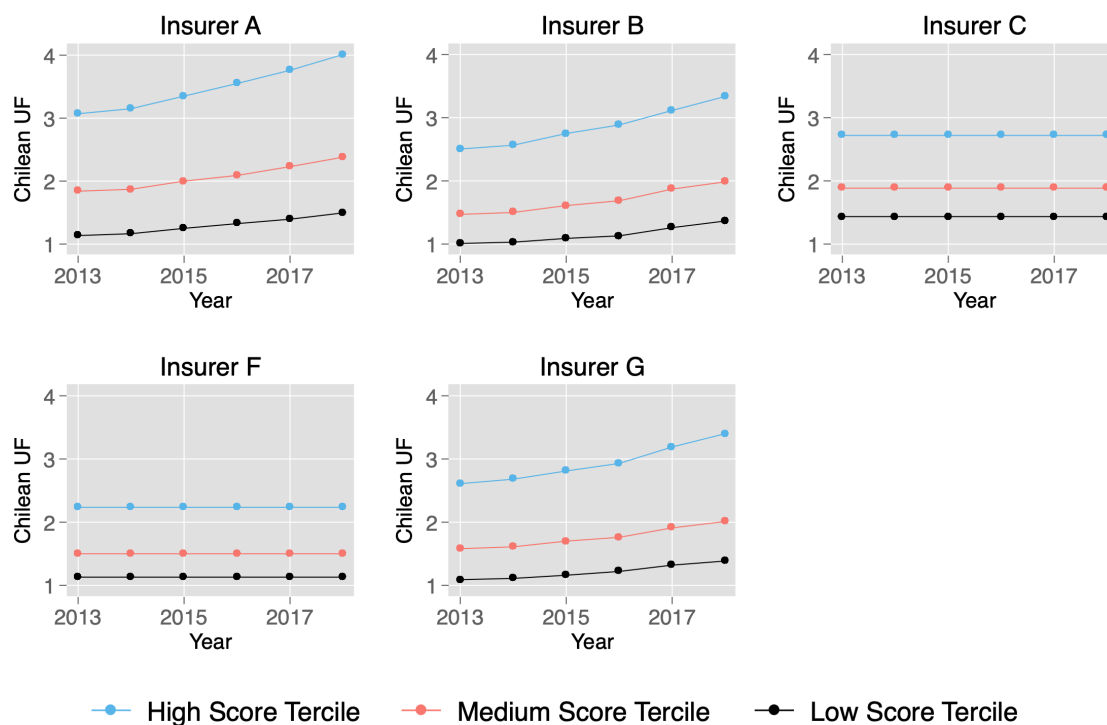 Insurer A
Insurer B
Insurer C
Chilean UF
4
3
2
1
2013 2015 2017
Year
Chilean UF
4
3
2
1
2013 2015 2017
Year
Chilean UF
4
3
2
1
2013 2015 2017
Year
Insurer F
Insurer G
Chilean UF
4
3
2
1
2013 2015 2017
Year
Chilean UF
4
3
2
1
2013 2015 2017
Year
High Score Tercile Medium Score Tercile Low Score Tercile